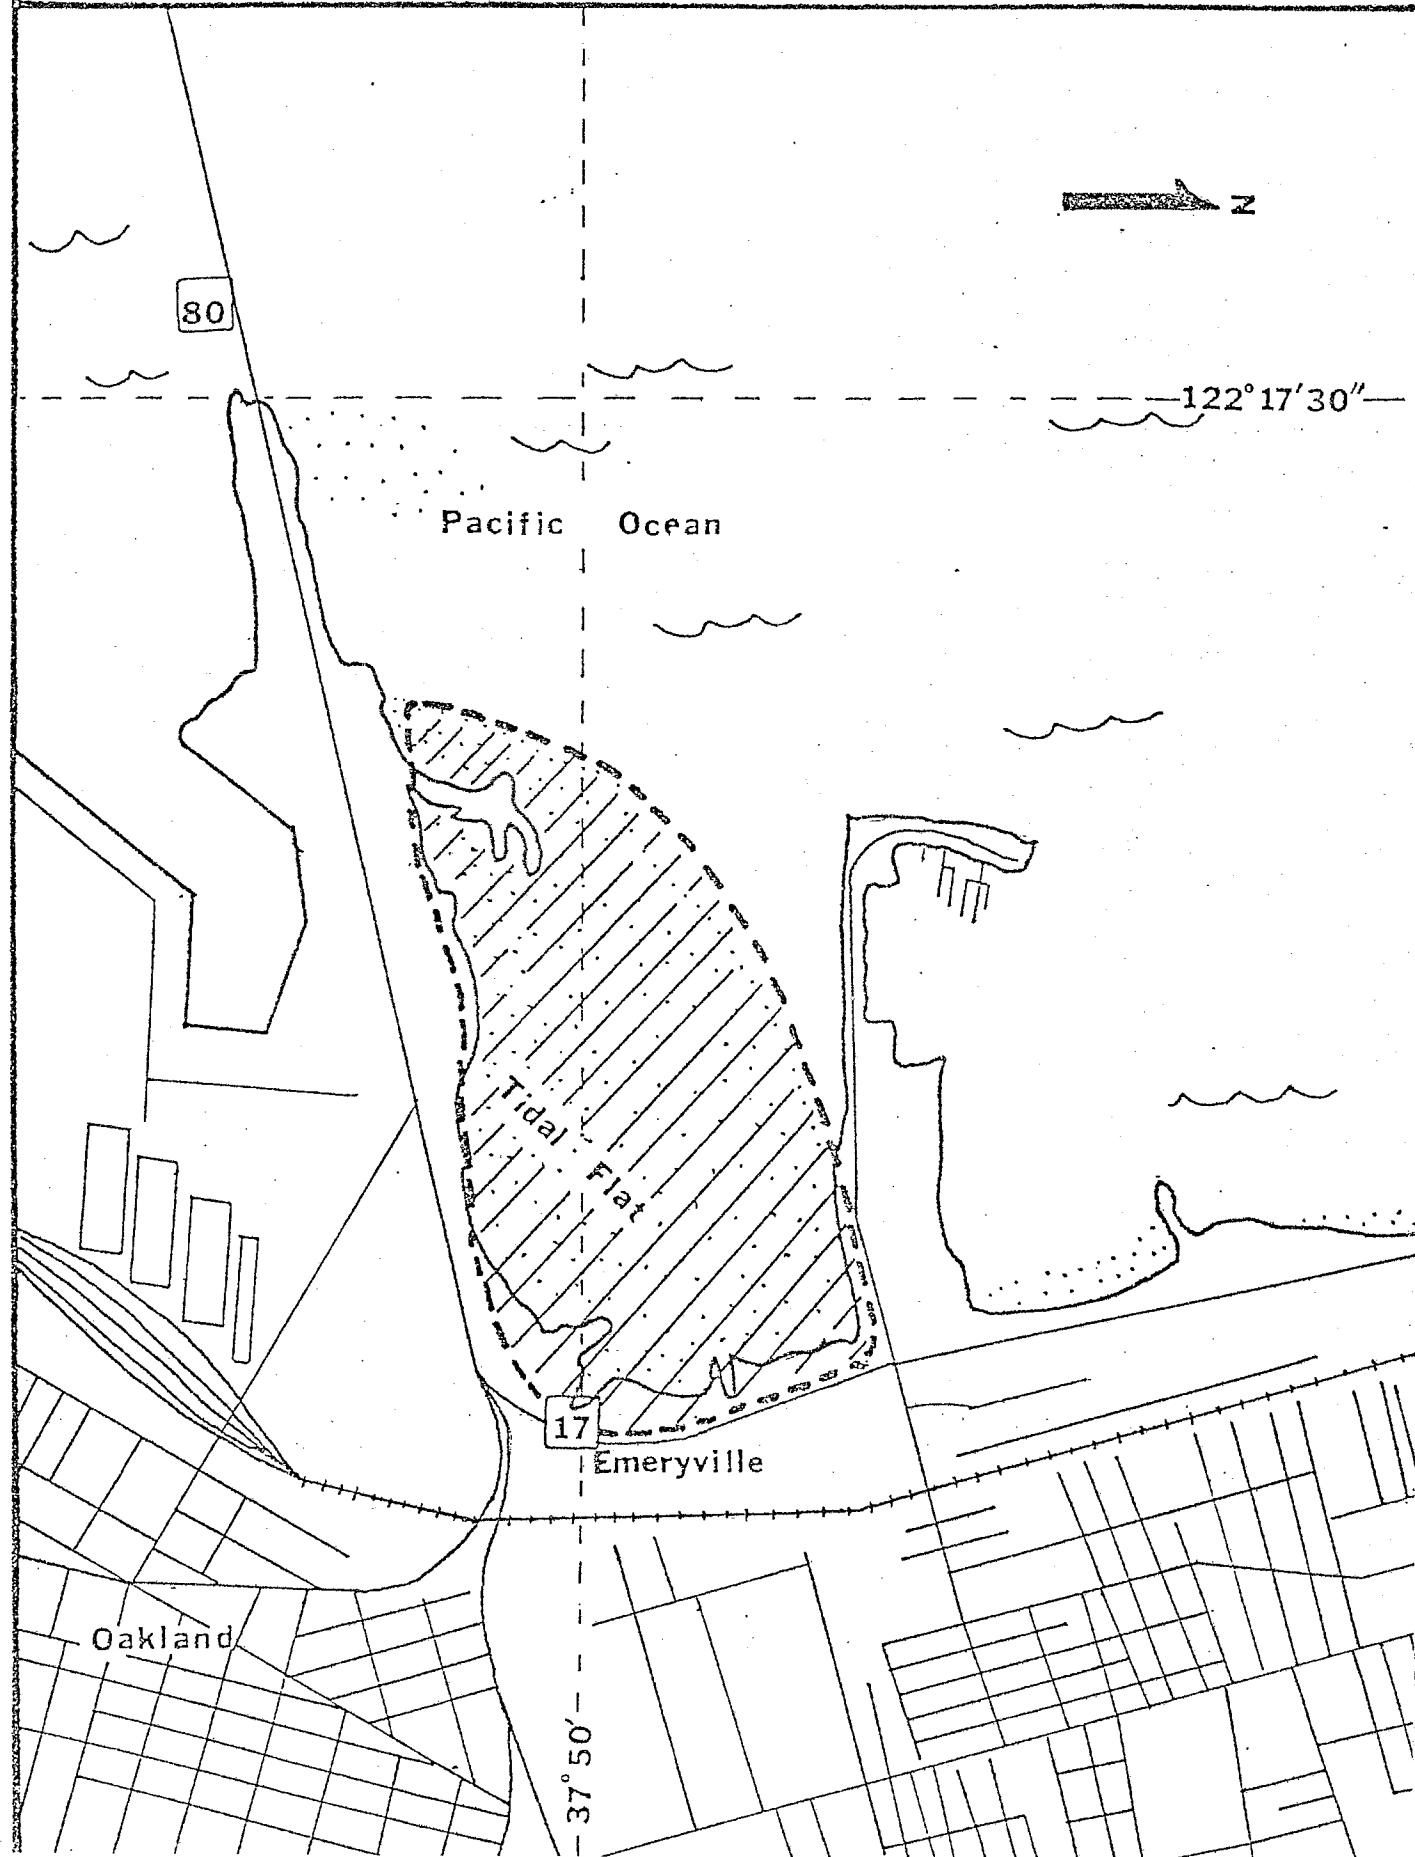 N
80
122°17'30"
Pacific Ocean
Tidal Flat
17
Emeryville
Oakland
37°50'